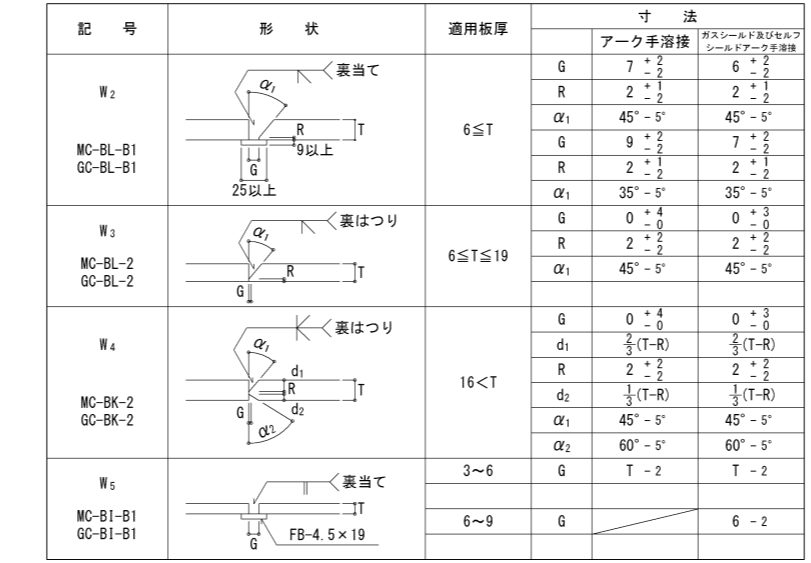 記 号 形 状 適用板厚 寸 法
アーク手溶接 ガスシールド及びセルフ
シールドアーク手溶接
W2
MC-BL-B1
GC-BL-B1
裏当て
α1
R
T
9以上
G
25以上
6≦T
G 7 +2 -2 6 +2 -2
R 2 +1 -2 2 +1 -2
α1 45° - 5° 45° - 5°
G 9 +2 -2 7 +2 -2
R 2 +1 -2 2 +1 -2
α1 35° - 5° 35° - 5°
W3
MC-BL-2
GC-BL-2
裏はつり
α1
R
T
G
6≦T≦19
G 0 +4 -0 0 +3 -0
R 2 +2 -2 2 +2 -2
α1 45° - 5° 45° - 5°
W4
MC-BK-2
GC-BK-2
裏はつり
α1
d1
R
T
G
d2
α2
16<T
G 0 +4 -0 0 +3 -0
d1 2/3(T-R) 2/3(T-R)
R 2 +2 -2 2 +2 -2
d2 1/3(T-R) 1/3(T-R)
α1 45° - 5° 45° - 5°
α2 60° - 5° 60° - 5°
W5
MC-BI-B1
GC-BI-B1
裏当て
T
G
FB-4.5×19
3〜6 G T - 2 T - 2
6〜9 G 6 - 2